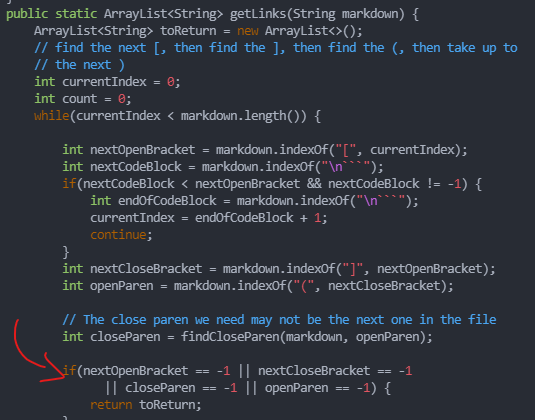 public static ArrayList<String> getLinks(String markdown) {
ArrayList<String> toReturn = new ArrayList<>();
// find the next [, then find the ], then find the (, then take up to
// the next )
int currentIndex = 0;
int count = 0;
while(currentIndex < markdown.length()) {
int nextOpenBracket = markdown.indexOf("[", currentIndex);
int nextCodeBlock = markdown.indexOf("\n```");
if(nextCodeBlock < nextOpenBracket && nextCodeBlock != -1) {
int endOfCodeBlock = markdown.indexOf("\n```");
currentIndex = endOfCodeBlock + 1;
continue;
}
int nextCloseBracket = markdown.indexOf("]", nextOpenBracket);
int openParen = markdown.indexOf("(", nextCloseBracket);
// The close paren we need may not be the next one in the file
int closeParen = findCloseParen(markdown, openParen);
if(nextOpenBracket == -1 || nextCloseBracket == -1
|| closeParen == -1 || openParen == -1) {
return toReturn;